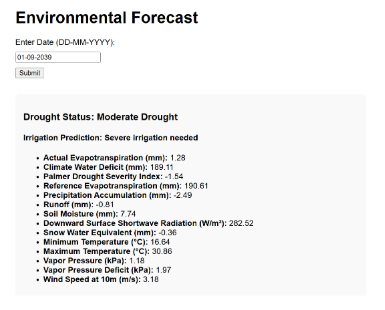 Environmental Forecast
Enter Date (DD-MM-YYYY):
01-09-2039
Submit
Drought Status: Moderate Drought
Irrigation Prediction: Severe irrigation needed
• Actual Evapotranspiration (mm): 1.28
• Climate Water Deficit (mm): 189.11
• Palmer Drought Severity Index: -1.54
• Reference Evapotranspiration (mm): 190.61
• Precipitation Accumulation (mm): -2.49
• Runoff (mm): -0.81
• Soil Moisture (mm): 7.74
• Downward Surface Shortwave Radiation (W/m²): 282.52
• Snow Water Equivalent (mm): -0.36
• Minimum Temperature (°C): 16.64
• Maximum Temperature (°C): 30.86
• Vapor Pressure (kPa): 1.18
• Vapor Pressure Deficit (kPa): 1.97
• Wind Speed at 10m (m/s): 3.18